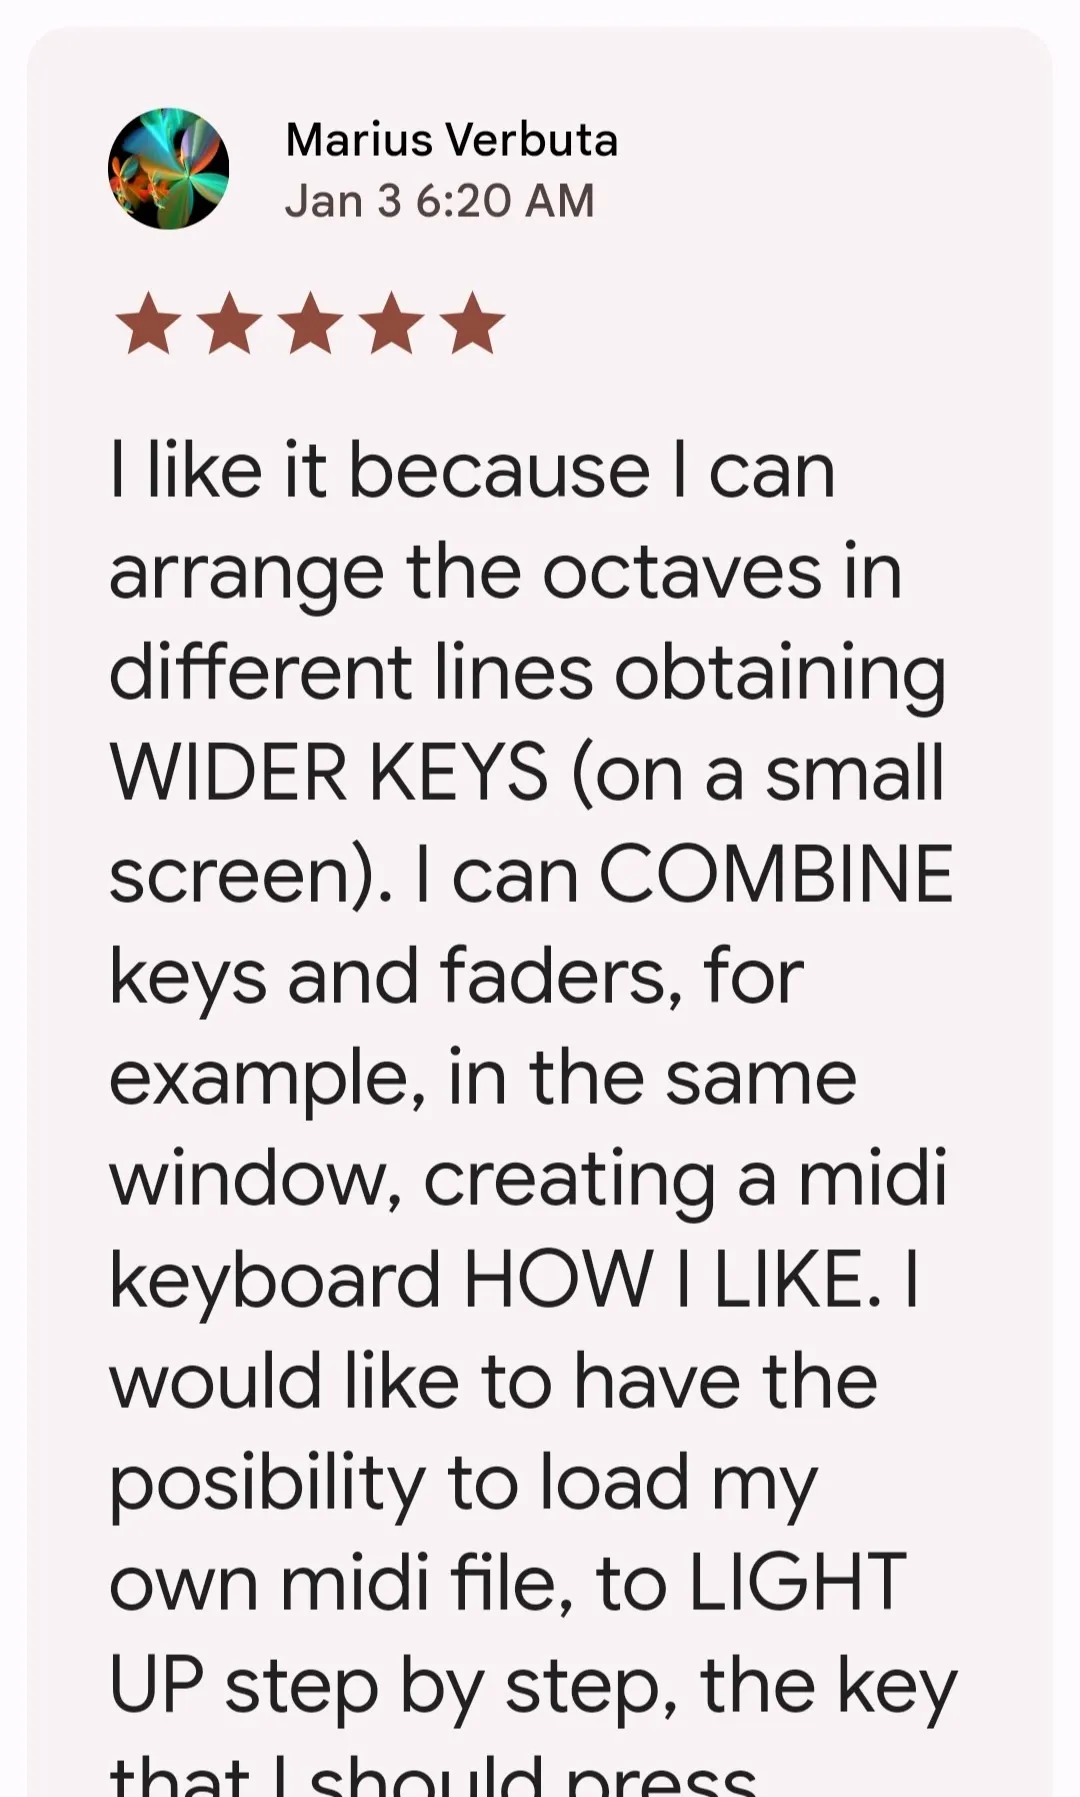 Marius Verbuta
Jan 3 6:20 AM
I like it because I can
arrange the octaves in
different lines obtaining
WIDER KEYS (on a small
screen). I can COMBINE
keys and faders, for
example, in the same
window, creating a midi
keyboard HOW I LIKE. I
would like to have the
posibility to load my
own midi file, to LIGHT
UP step by step, the key
that I should press